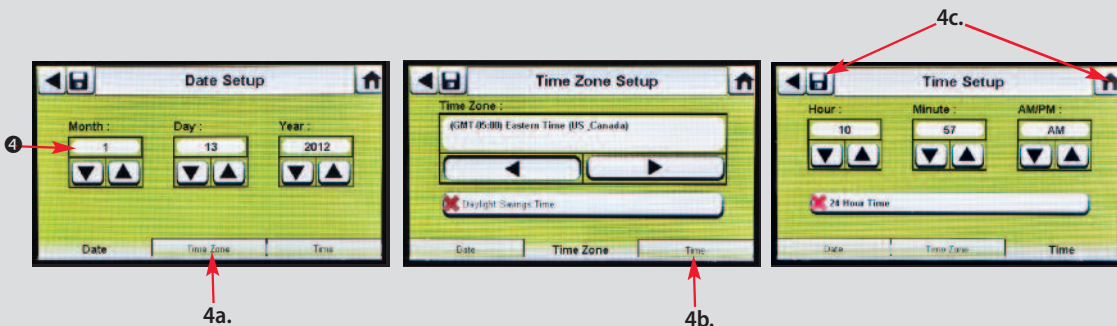 4c.
Date Setup
Month :
Day :
Year :
❹
1
13
2012
Date
Time Zone
Time
4a.
Time Zone Setup
Time Zone :
(GMT-05:00) Eastern Time (US_Canada)
Daylight Savings Time
Date
Time Zone
Time
4b.
Time Setup
Hour :
Minute :
AM/PM :
10
57
AM
24 Hour Time
Date
Time Zone
Time